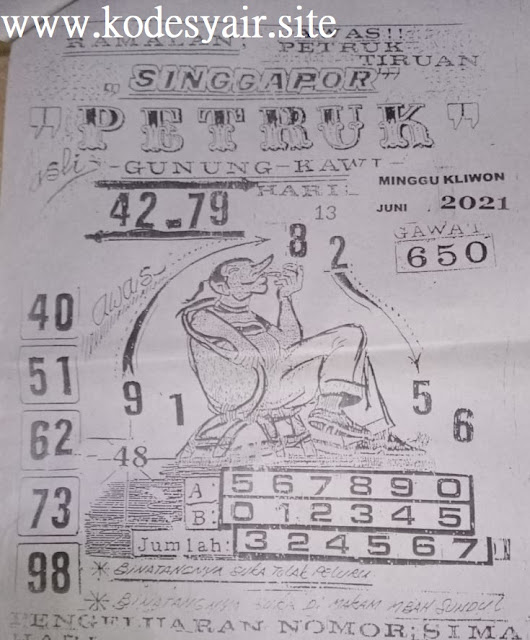 www.kodesyair.site
RAMALAN, AWAS!!
PETRUK
TIRUAN
"SINGGAPOR"
"PETRUK"
asli - GUNUNG-KAWI -
HARI: MINGGU KLIWON
42-79 13 JUNI 2021
GAWAT
650
8 2
awas
40
51
62
73
98
9 1 5 6
48
A: 5 6 7 8 9 0
B: 0 1 2 3 4 5
Jumlah: 3 2 4 5 6 7
* BINATANGNYA SUKA TOLAK PELURU
* BINATANGNYA DI MAKAM MBAH
PENGELUARAN NOMOR; SIMA